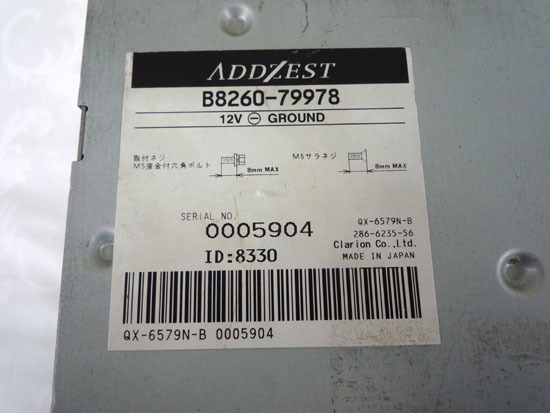 ADDZEST
B8260-79978
12V ⊖ GROUND
取付ネジ
M5座金付六角ボルト
8mm MAX
M5サラネジ
8mm MAX
SERIAL NO.
0005904
ID:8330
QX-6579N-B
286-6235-56
Clarion Co.,Ltd.
MADE IN JAPAN
QX-6579N-B 0005904